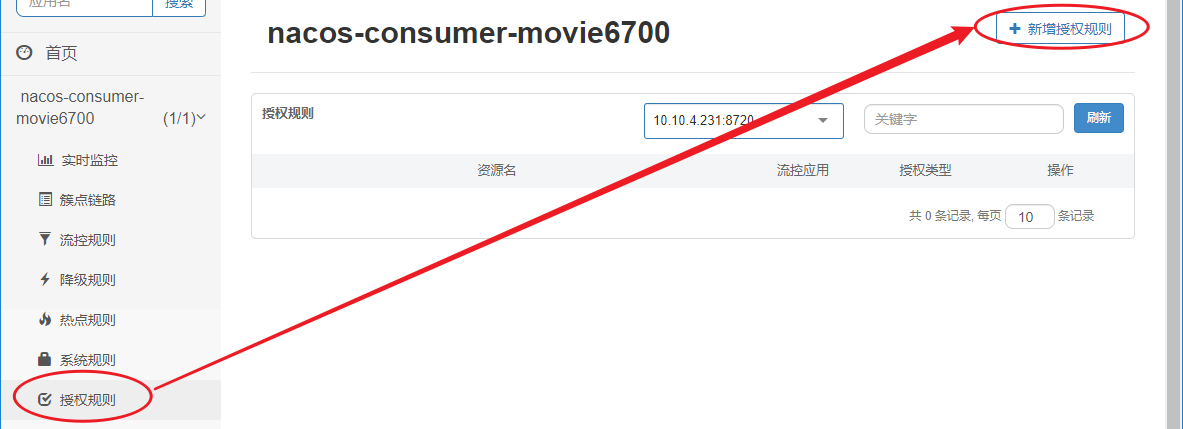 应用名
搜索
首页
nacos-consumer-
movie6700
(1/1)
实时监控
簇点链路
流控规则
降级规则
热点规则
系统规则
授权规则
nacos-consumer-movie6700
新增授权规则
授权规则
10.10.4.231:8720
关键字
刷新
资源名 流控应用 授权类型 操作
共 0 条记录, 每页 10 条记录